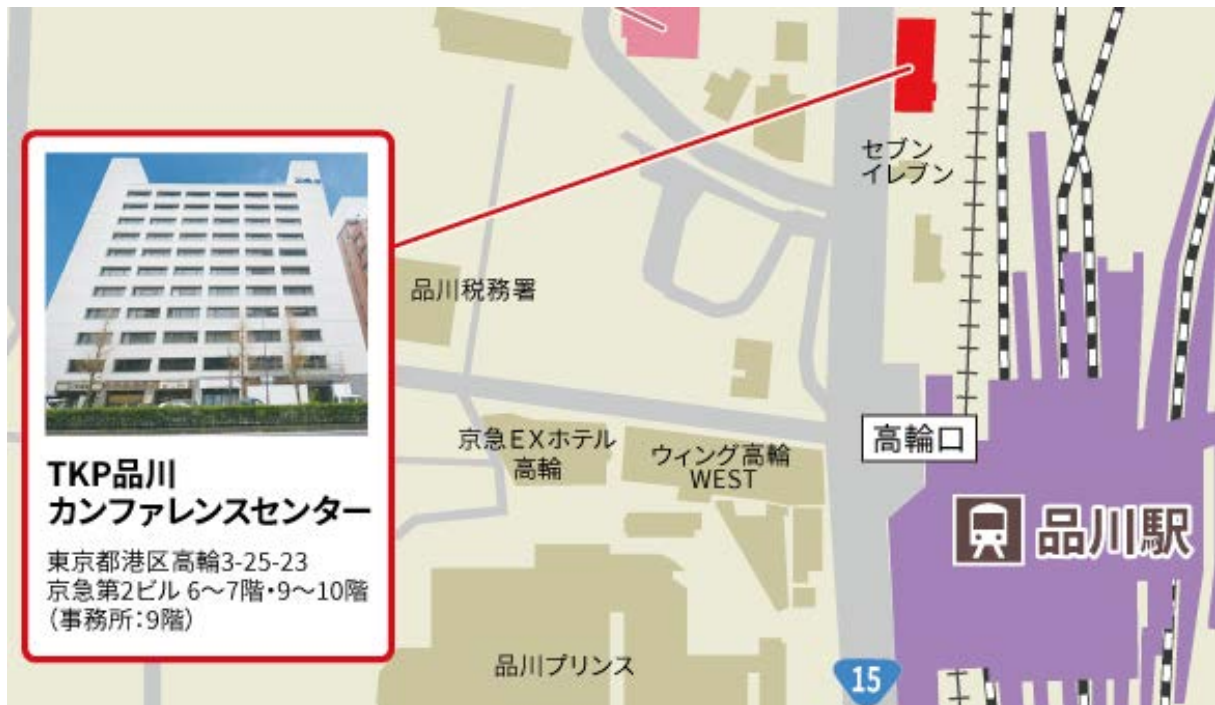 セブン
イレブン
品川税務署
京急EXホテル
高輪
ウィング高輪
WEST
高輪口
品川駅
TKP品川
カンファレンスセンター
東京都港区高輪3-25-23
京急第2ビル 6～7階・9～10階
（事務所：9階）
品川プリンス
15